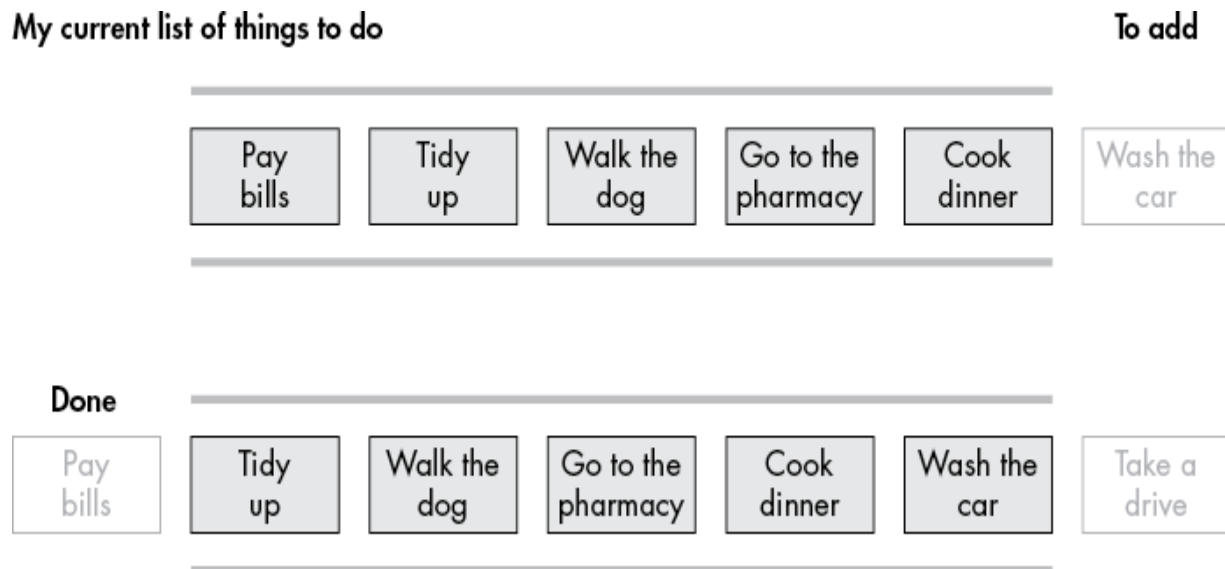 My current list of things to do
To add
Pay
bills
Tidy
up
Walk the
dog
Go to the
pharmacy
Cook
dinner
Wash the
car
Done
Pay
bills
Tidy
up
Walk the
dog
Go to the
pharmacy
Cook
dinner
Wash the
car
Take a
drive